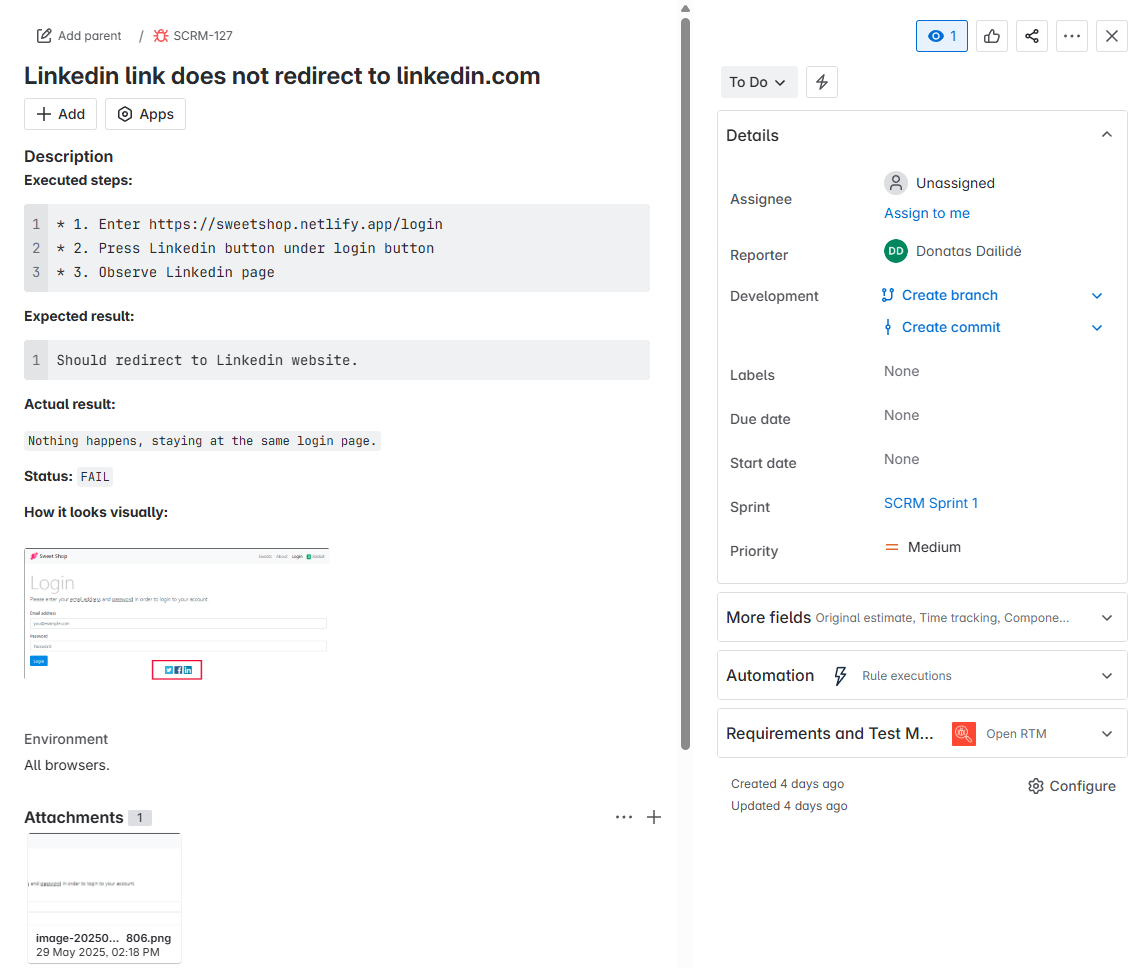 Add parent / SCRM-127
Linkedin link does not redirect to linkedin.com
Add Apps
Description
Executed steps:
1 * 1. Enter https://sweetshop.netlify.app/login
2 * 2. Press Linkedin button under login button
3 * 3. Observe Linkedin page
Expected result:
1 Should redirect to Linkedin website.
Actual result:
Nothing happens, staying at the same login page.
Status: FAIL
How it looks visually:
Sweet Shop
Sweets About Login Basket
Login
Please enter your email address and password in order to login to your account
Email address
you@example.com
Password
Password
Login
Environment
All browsers.
Attachments 1
and password in order to login to your account.
image-20250... 806.png
29 May 2025, 02:18 PM
1
To Do
Details
Assignee
Unassigned
Assign to me
Reporter
DD Donatas Dailidė
Development
Create branch
Create commit
Labels
None
Due date
None
Start date
None
Sprint
SCRM Sprint 1
Priority
Medium
More fields Original estimate, Time tracking, Compone...
Automation Rule executions
Requirements and Test M... Open RTM
Created 4 days ago
Configure
Updated 4 days ago